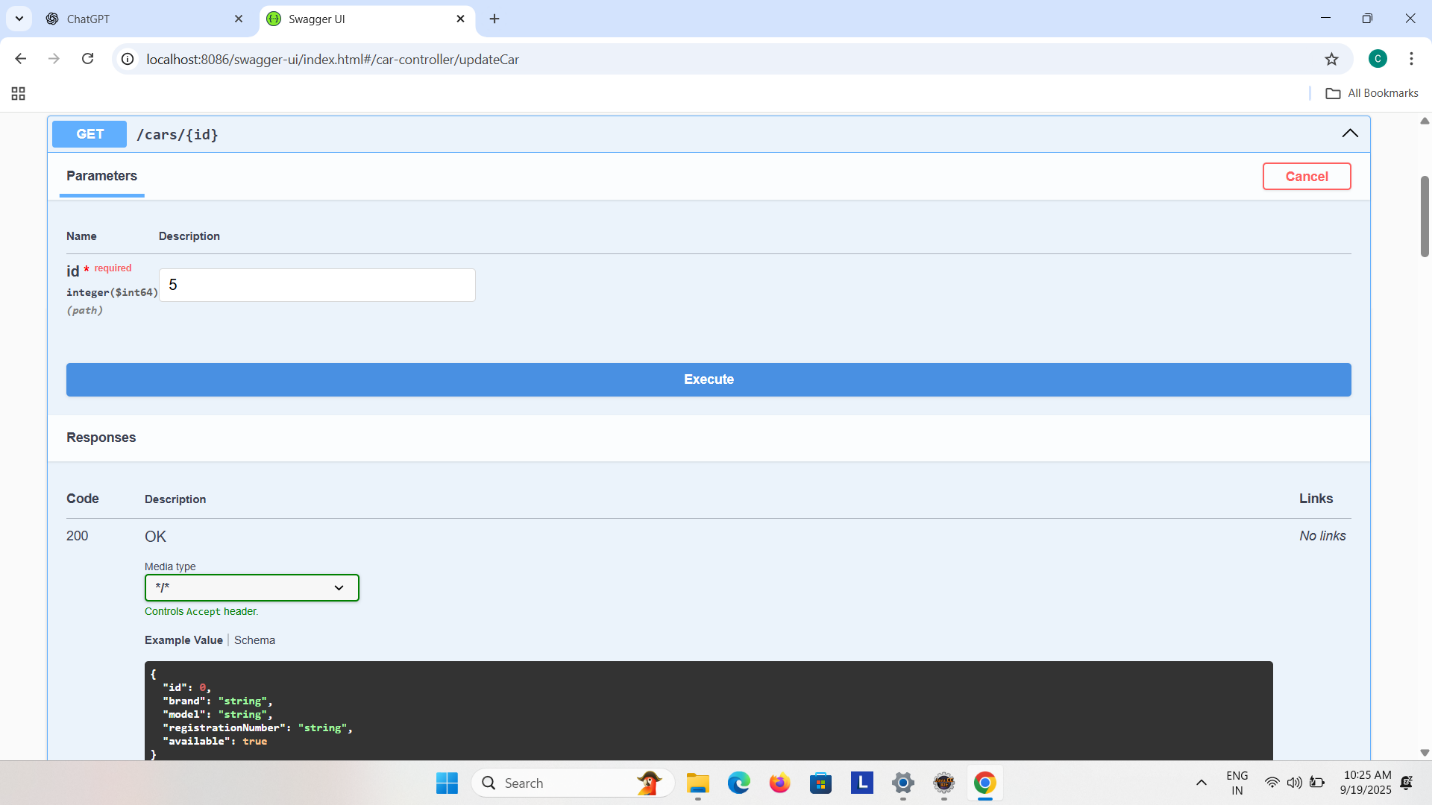 ChatGPT
Swagger UI
localhost:8086/swagger-ui/index.html#/car-controller/updateCar
All Bookmarks
GET /cars/{id}
Parameters
Cancel
Name Description
id * required
integer($int64)
(path)
5
Execute
Responses
Code Description Links
200 OK No links
Media type
*/*
Controls Accept header.
Example Value | Schema
{
"id": 0,
"brand": "string",
"model": "string",
"registrationNumber": "string",
"available": true
}
Search
L
ENG
IN
10:25 AM
9/19/2025
C